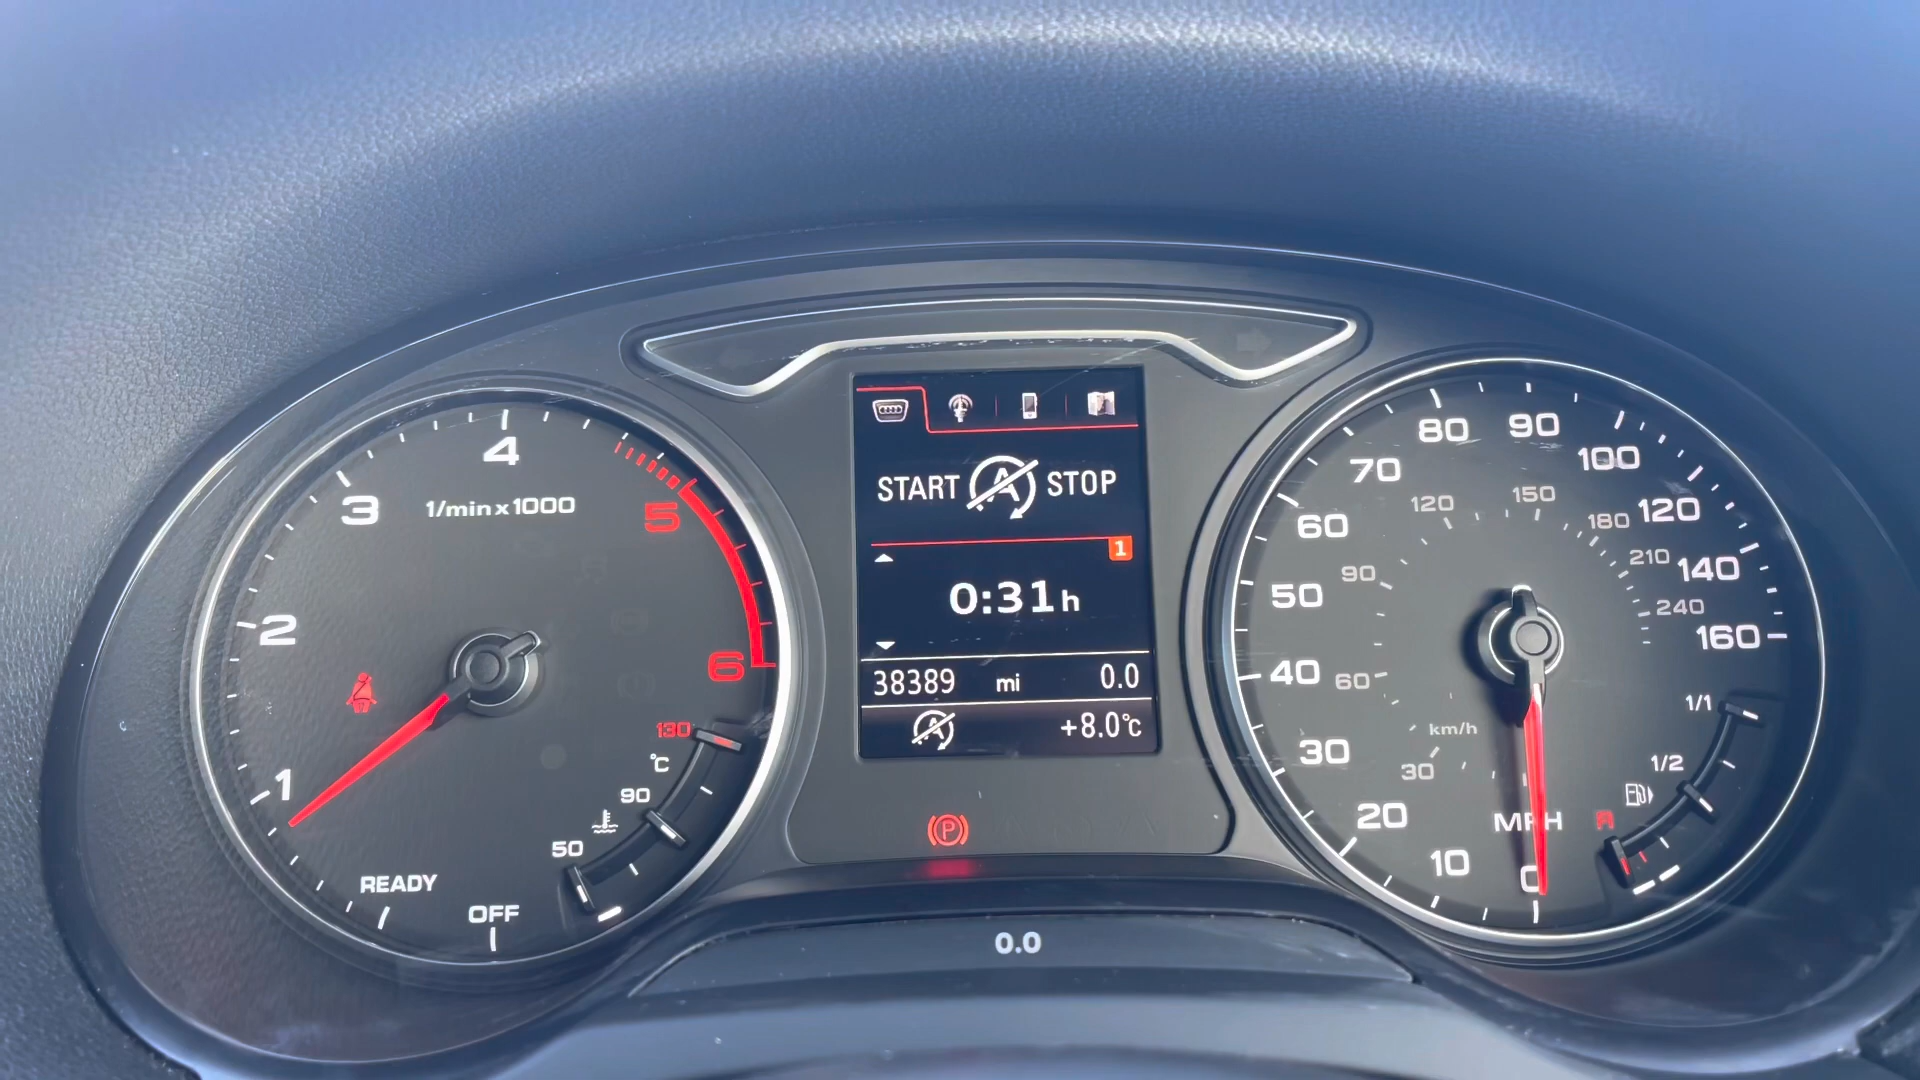 1/min x 1000
OFF
READY
1
2
3
4
5
6
130
°C
90
50
START A STOP
1
0:31 h
38389 mi 0.0
A +8.0°C
P
0.0
0
10
20
30
40
50
60
70
80
90
100
120
140
160
MPH
30
60
90
120
150
180
210
240
km/h
1/1
1/2
R